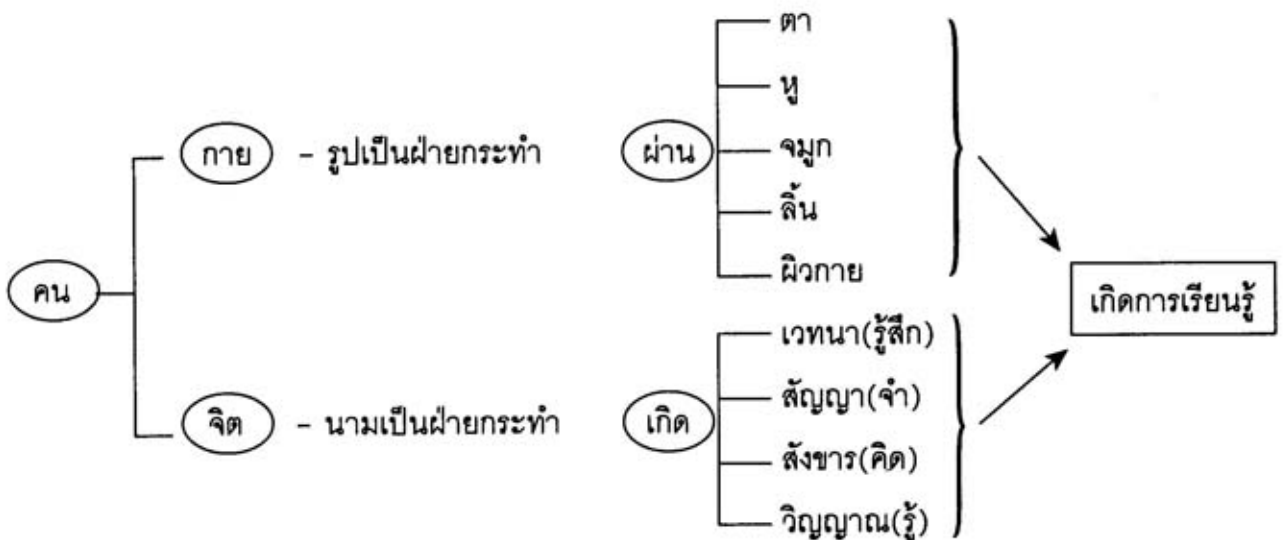 คน
กาย - รูปเป็นฝ่ายกระทำ
ผ่าน
ตา
หู
จมูก
ลิ้น
ผิวกาย
จิต - นามเป็นฝ่ายกระทำ
เกิด
เวทนา(รู้สึก)
สัญญา(จำ)
สังขาร(คิด)
วิญญาณ(รู้)
เกิดการเรียนรู้